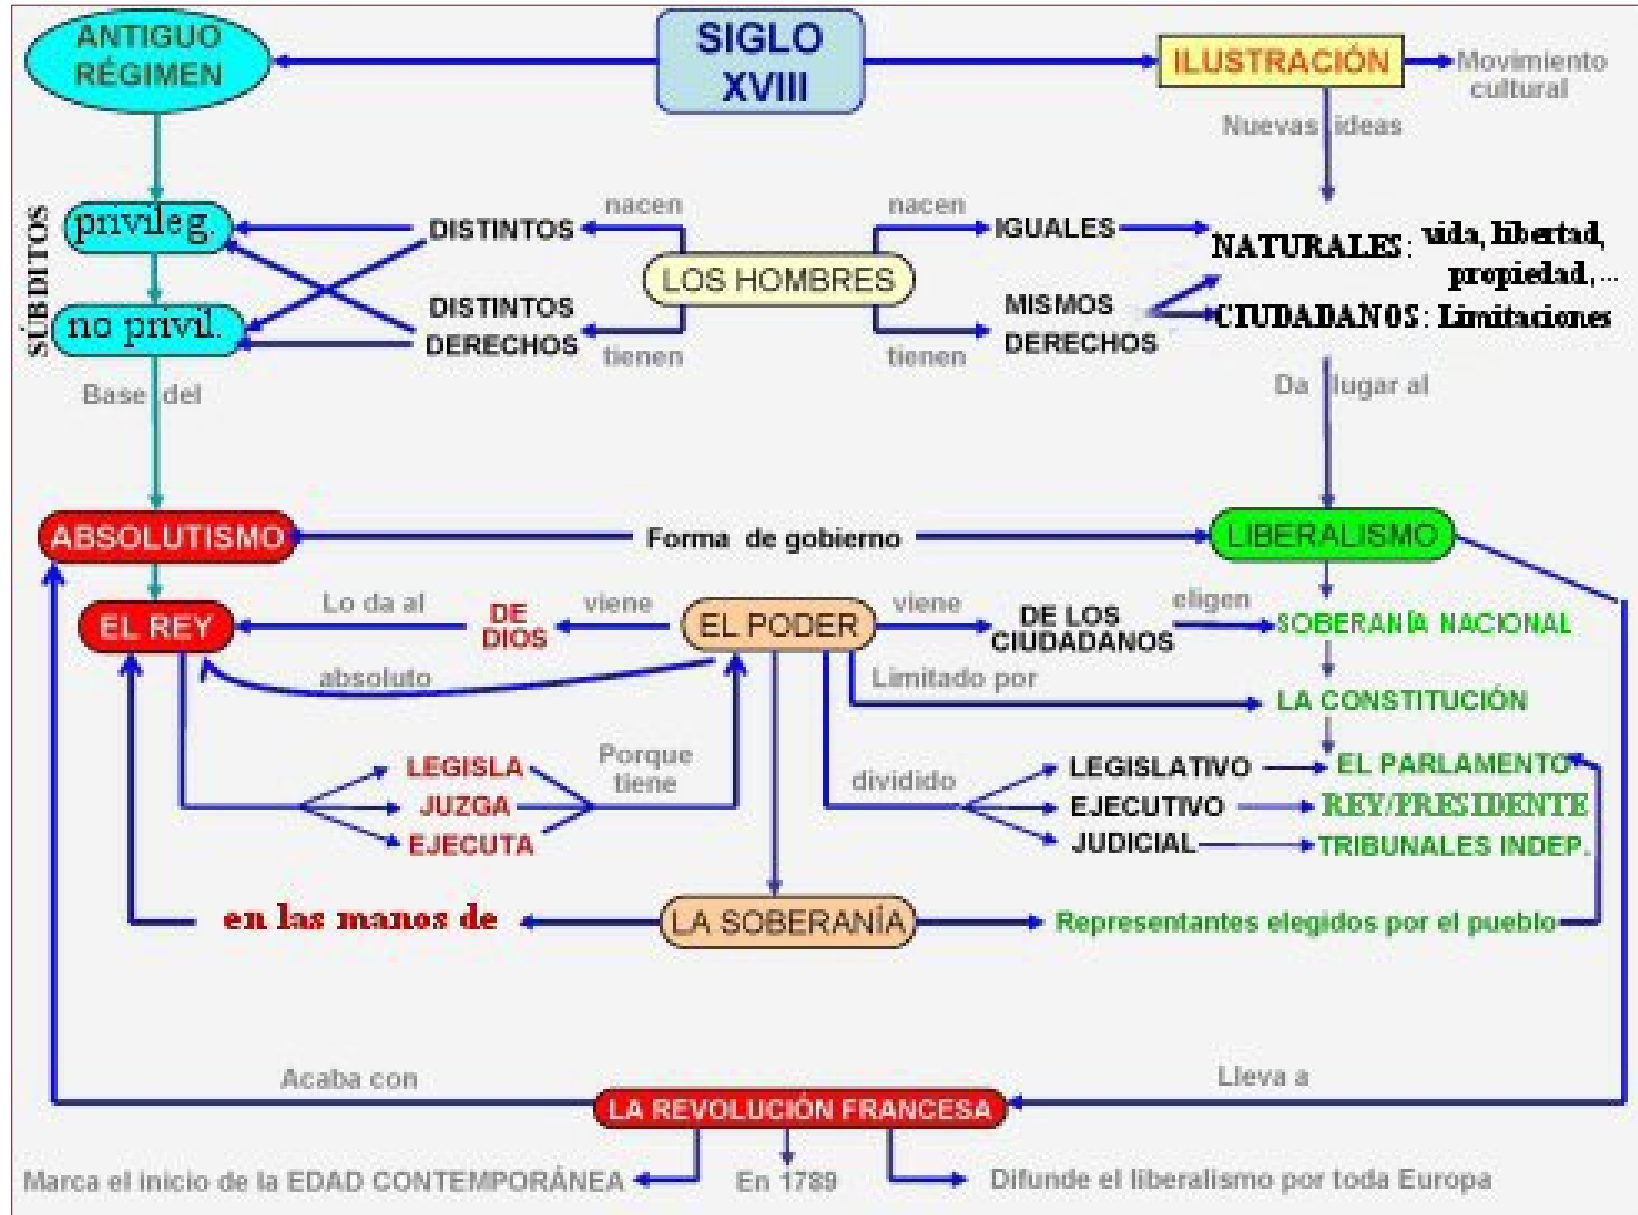 ANTIGUO
RÉGIMEN
SIGLO
XVIII
ILUSTRACIÓN
Movimiento
cultural
Nuevas ideas
SÚBDITOS
privileg.
no privil.
DISTINTOS
nacen
nacen
IGUALES
LOS HOMBRES
NATURALES: vida, libertad,
propiedad, ...
DISTINTOS
DERECHOS
tienen
tienen
MISMOS
DERECHOS
CIUDADANOS: Limitaciones
Base del
Da lugar al
ABSOLUTISMO
Forma de gobierno
LIBERALISMO
EL REY
Lo da al
DE
DIOS
viene
EL PODER
viene
DE LOS
CIUDADANOS
eligen
SOBERANÍA NACIONAL
absoluto
Limitado por
LA CONSTITUCIÓN
LEGISLA
JUZGA
EJECUTA
Porque
tiene
dividido
LEGISLATIVO
EL PARLAMENTO
EJECUTIVO
REY/PRESIDENTE
JUDICIAL
TRIBUNALES INDEP.
en las manos de
LA SOBERANÍA
Representantes elegidos por el pueblo
Acaba con
Lleva a
LA REVOLUCIÓN FRANCESA
Marca el inicio de la EDAD CONTEMPORÁNEA
En 1789
Difunde el liberalismo por toda Europa